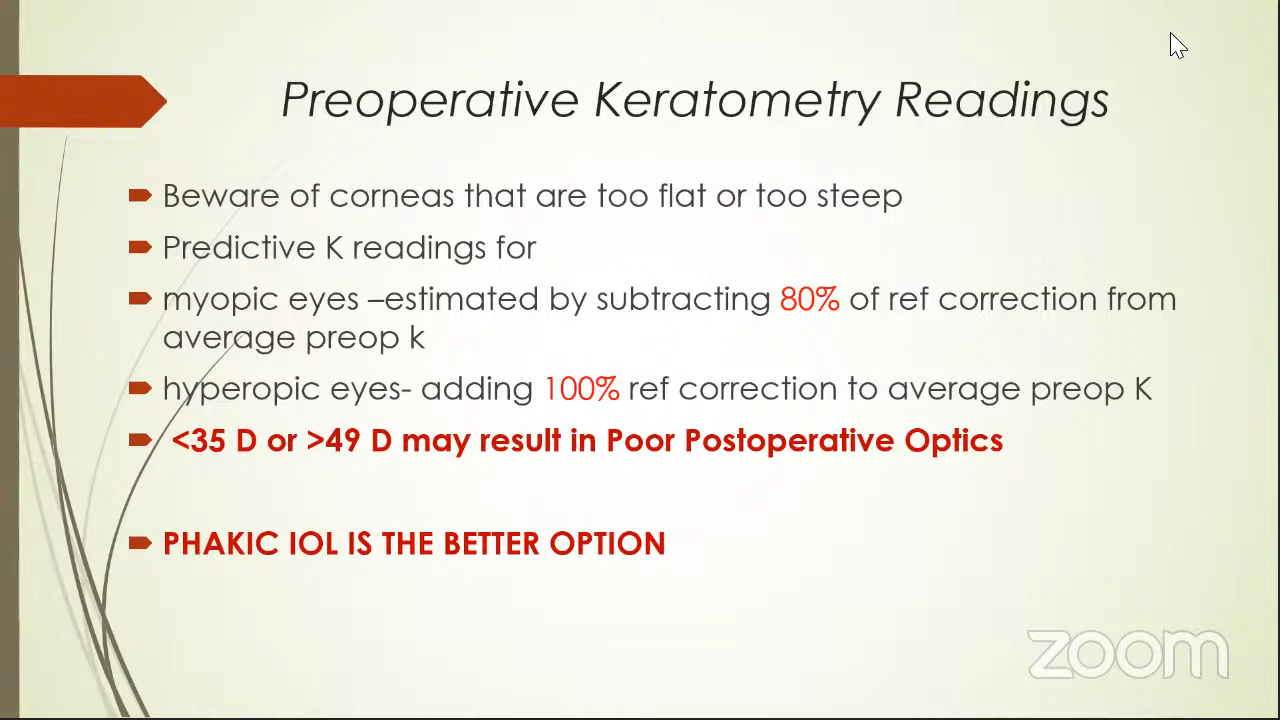 Preoperative Keratometry Readings
Beware of corneas that are too flat or too steep
Predictive K readings for
myopic eyes –estimated by subtracting 80% of ref correction from
average preop k
hyperopic eyes- adding 100% ref correction to average preop K
<35 D or >49 D may result in Poor Postoperative Optics
PHAKIC IOL IS THE BETTER OPTION
zoom